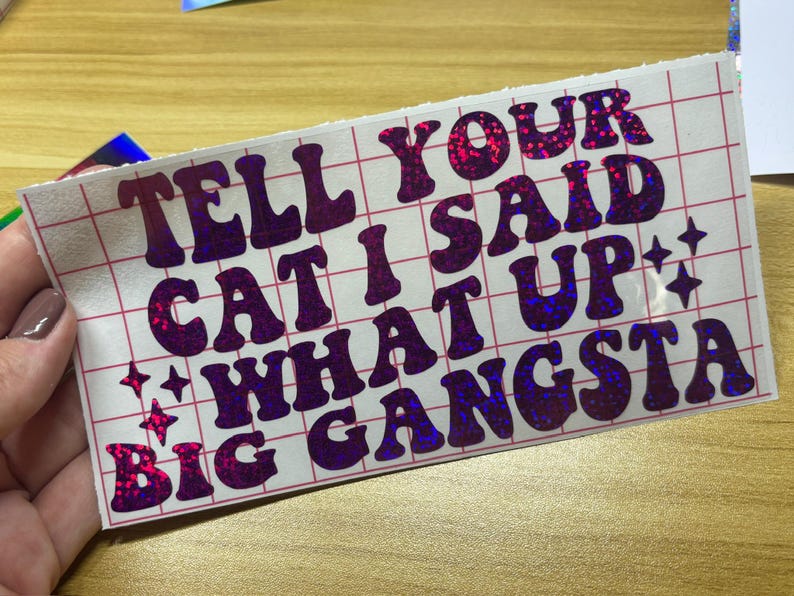 TELL YOUR
CAT I SAID
WHAT UP
BIG GANGSTA